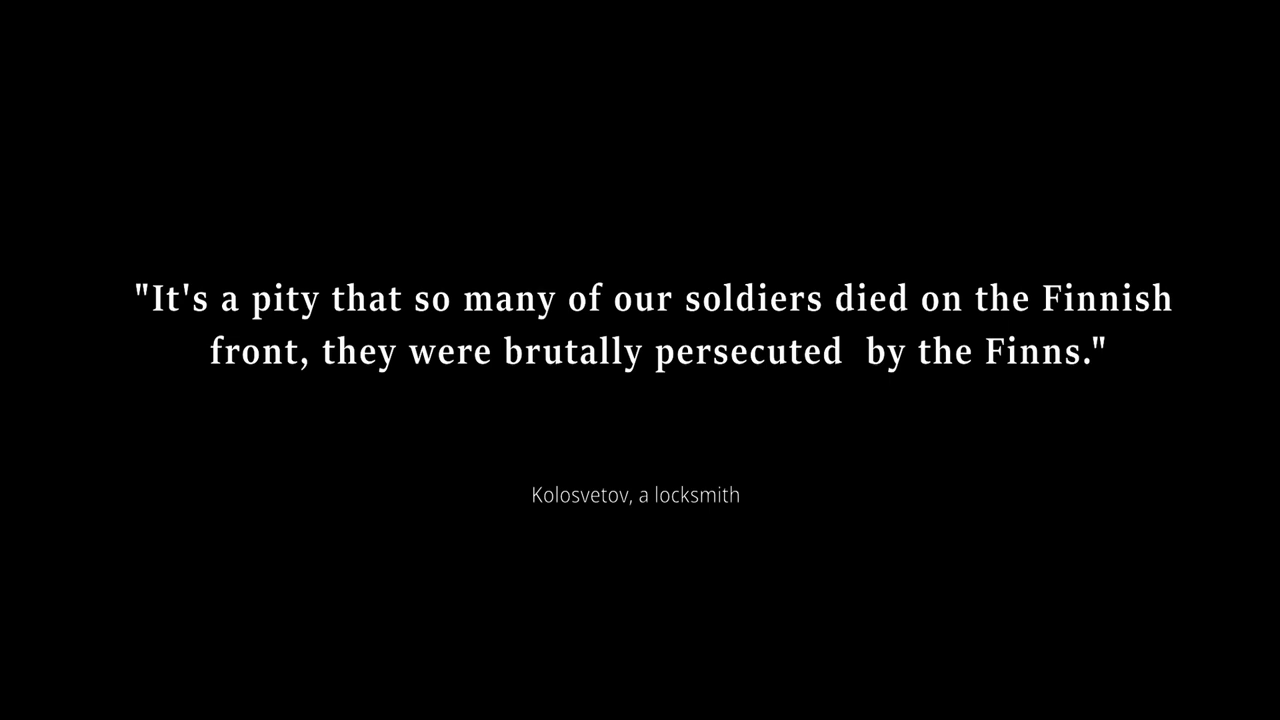 "It's a pity that so many of our soldiers died on the Finnish
front, they were brutally persecuted  by the Finns."
Kolosvetov, a locksmith